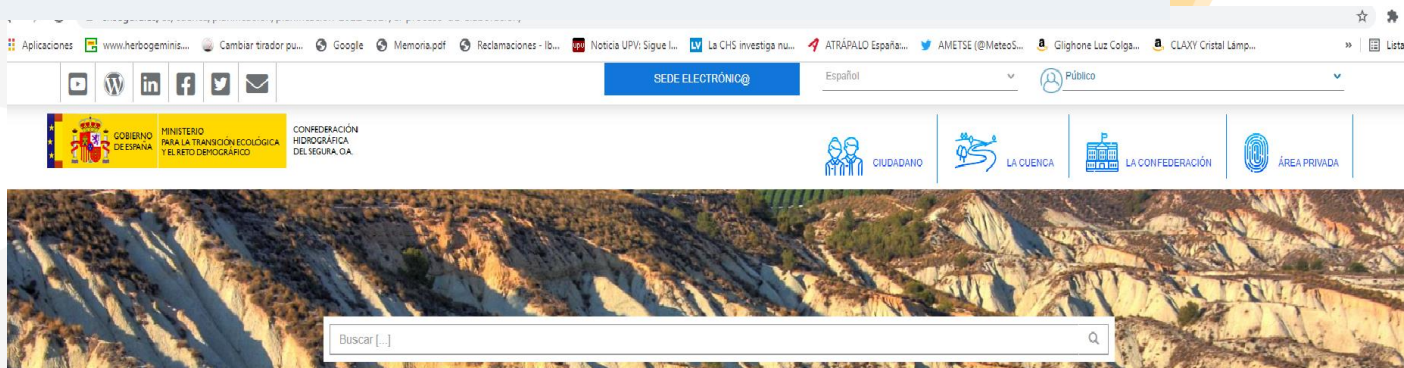 Aplicaciones www.herbogeminis.... Cambiar tirador pu... Google Memoria.pdf Reclamaciones - Ib... upv Noticia UPV: Sigue l... LV La CHS investiga nu... ATRÁPALO España:... AMETSE (@MeteoS... Glighone Luz Colga... CLAXY Cristal Lámp... » Lista
SEDE ELECTRÓNIC@ Español Público
GOBIERNO DE ESPAÑA
MINISTERIO
PARA LA TRANSICIÓN ECOLÓGICA
Y EL RETO DEMOGRÁFICO
CONFEDERACIÓN
HIDROGRÁFICA
DEL SEGURA, O.A.
CIUDADANO LA CUENCA LA CONFEDERACIÓN ÁREA PRIVADA
Buscar [...]